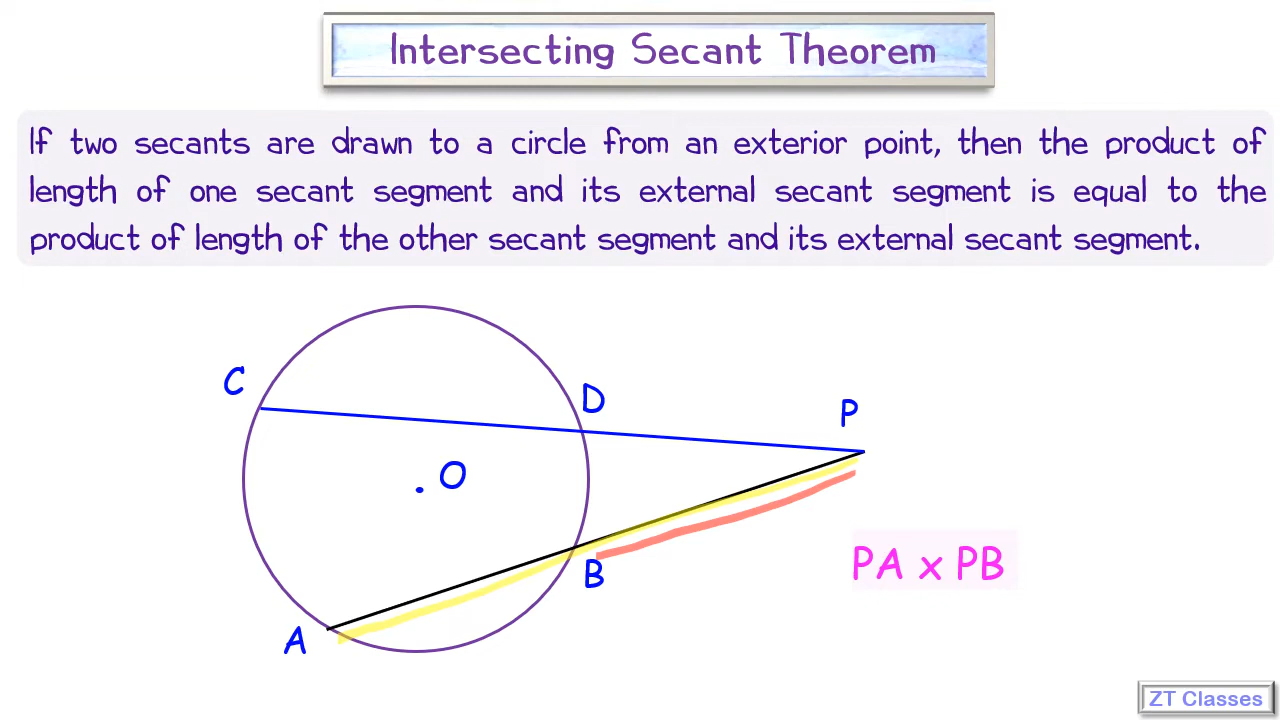 Intersecting Secant Theorem
If two secants are drawn to a circle from an exterior point, then the product of
length of one secant segment and its external secant segment is equal to the
product of length of the other secant segment and its external secant segment.
C
D
P
. O
B
PA x PB
A
ZT Classes